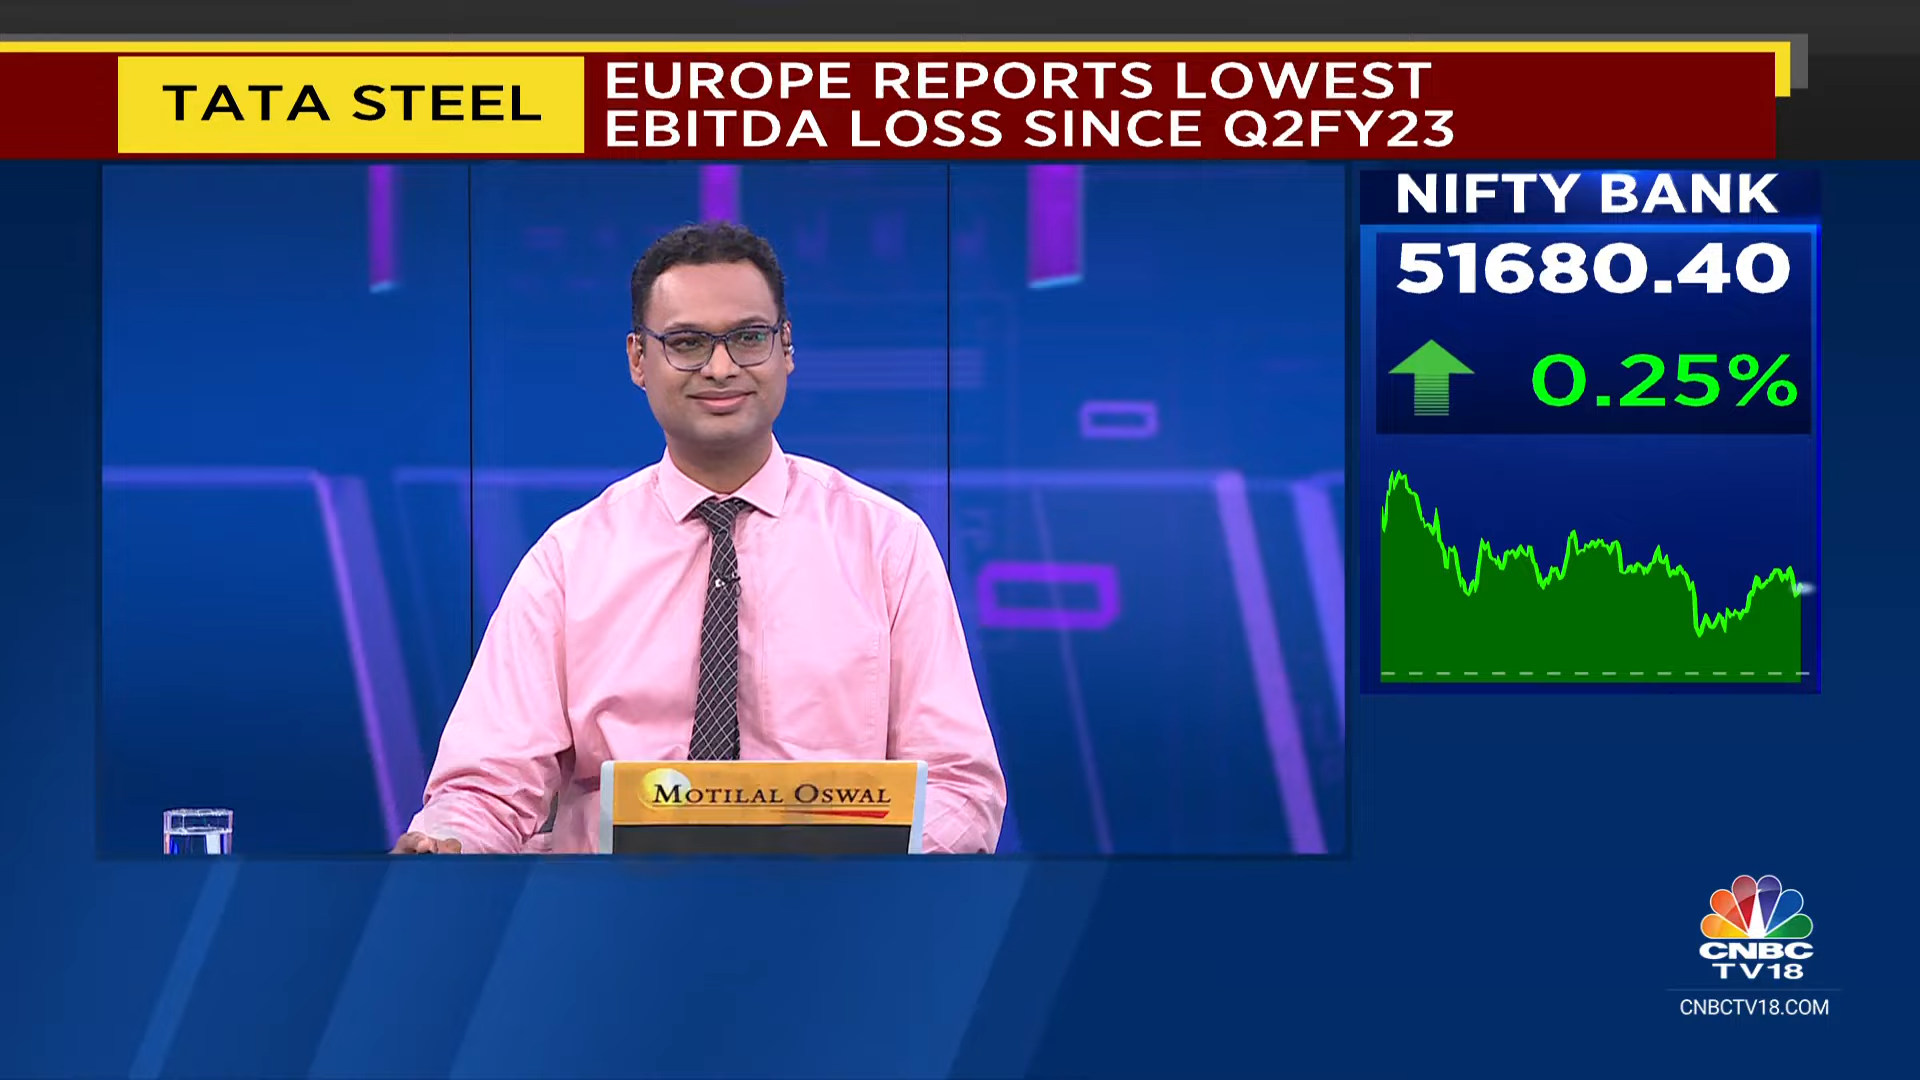 TATA STEEL
EUROPE REPORTS LOWEST
EBITDA LOSS SINCE Q2FY23
NIFTY BANK
51680.40
0.25%
MOTILAL OSWAL
CNBC
TV18
CNBCTV18.COM